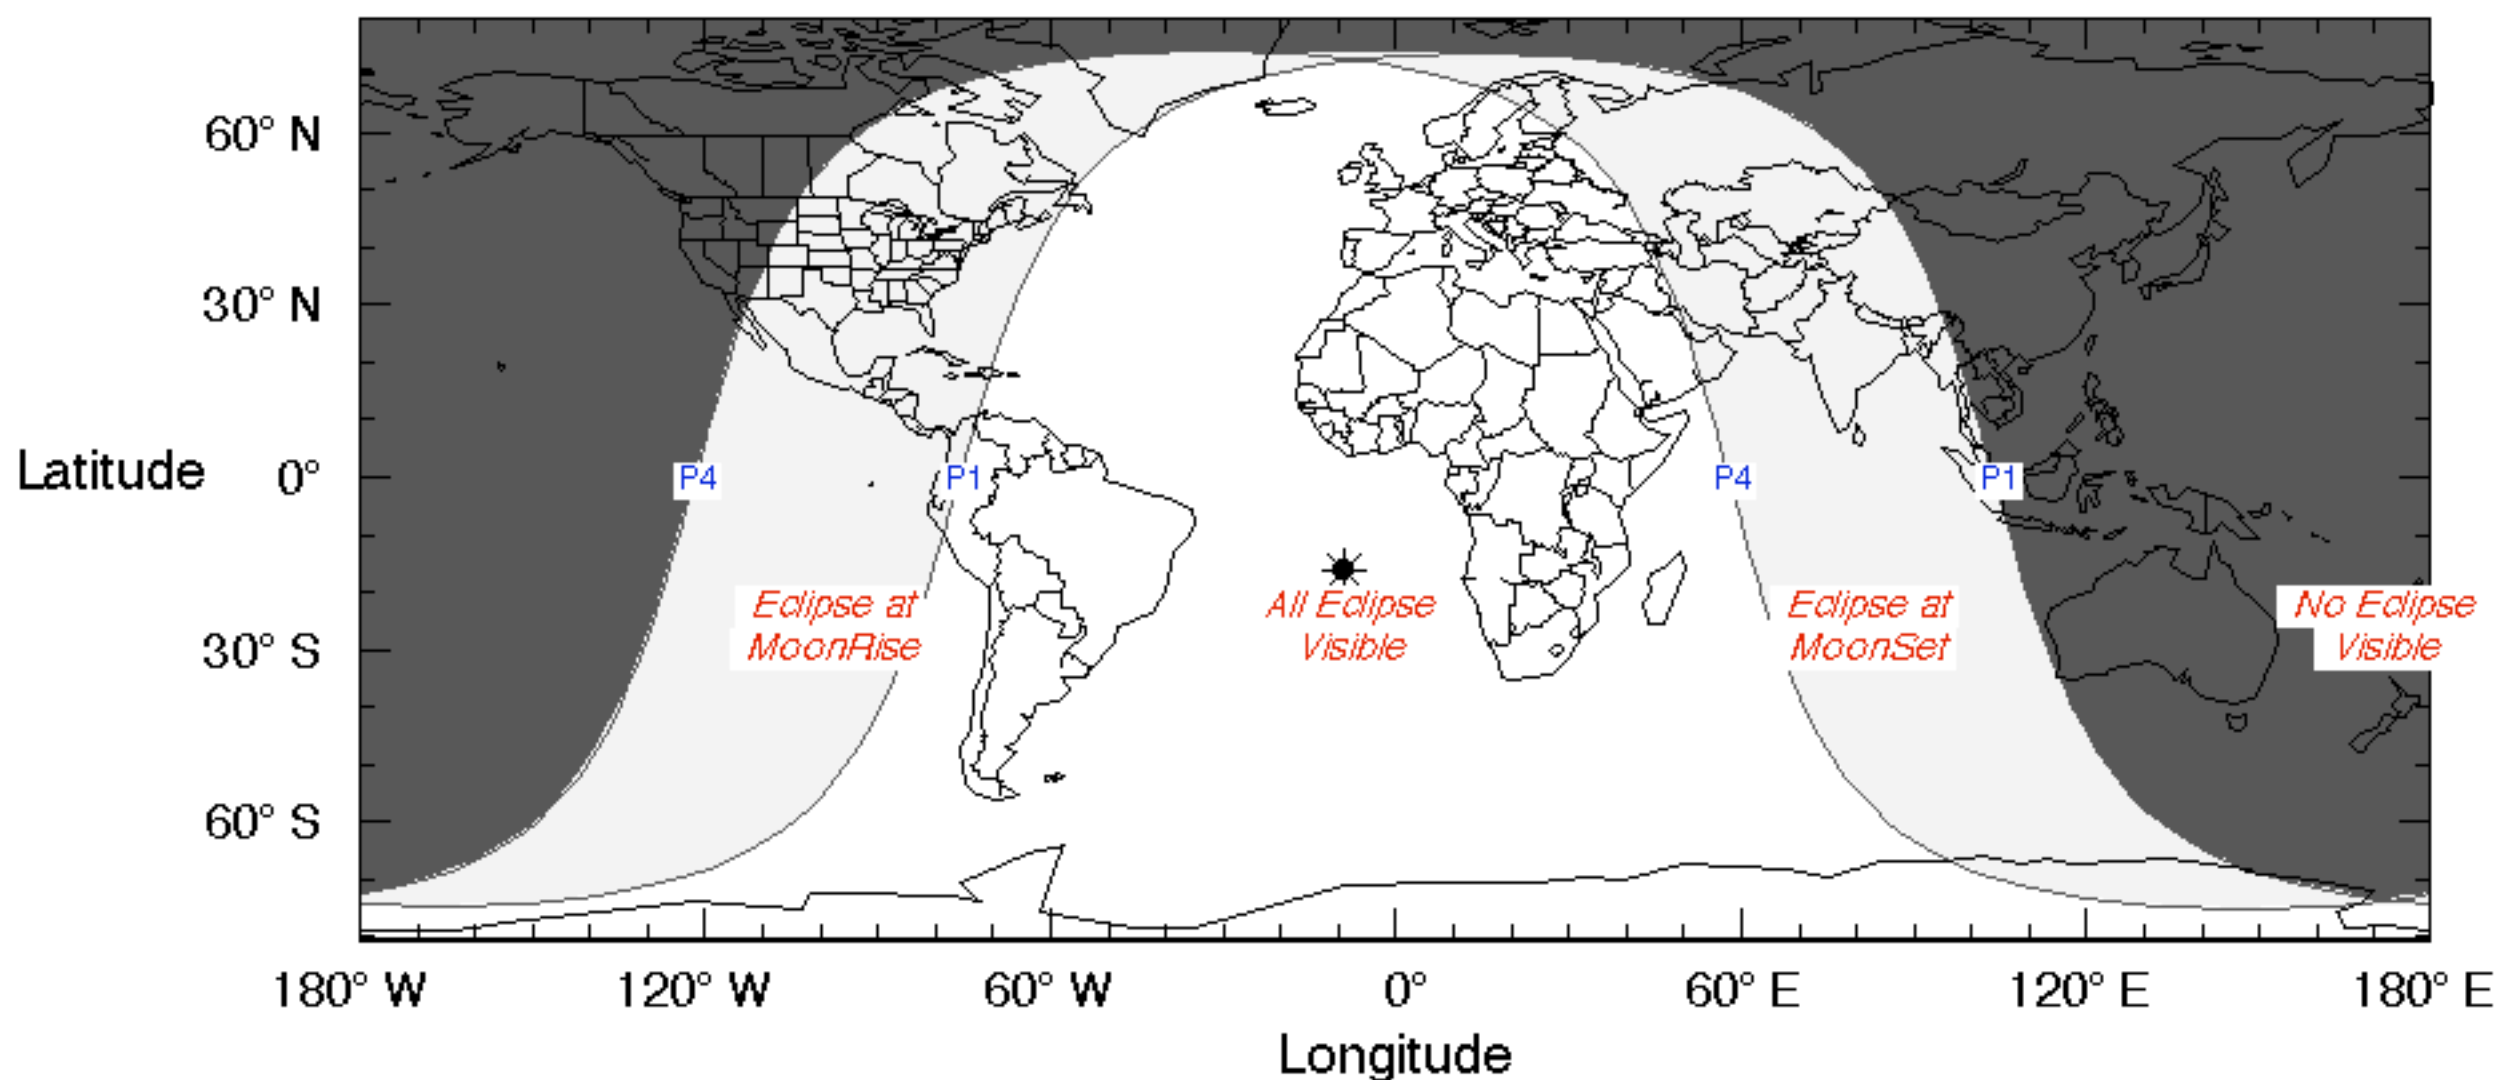 60° N
30° N
Latitude 0°
P4 P1 P4 P1
Eclipse at
MoonRise
All Eclipse
Visible
Eclipse at
MoonSet
No Eclipse
Visible
30° S
60° S
180° W 120° W 60° W 0° 60° E 120° E 180° E
Longitude